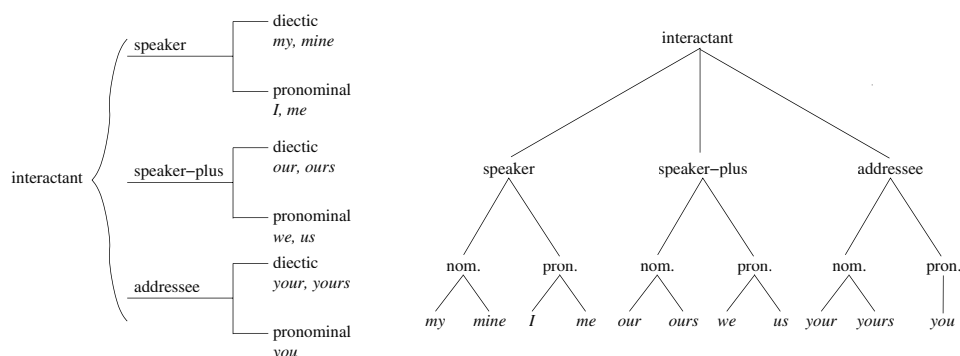 diectic
my, mine
speaker
pronominal
I, me
diectic
our, ours
interactant
speaker–plus
pronominal
we, us
diectic
your, yours
addressee
pronominal
you
interactant
speaker speaker–plus addressee
nom. pron. nom. pron. nom. pron.
my mine I me our ours we us your yours you